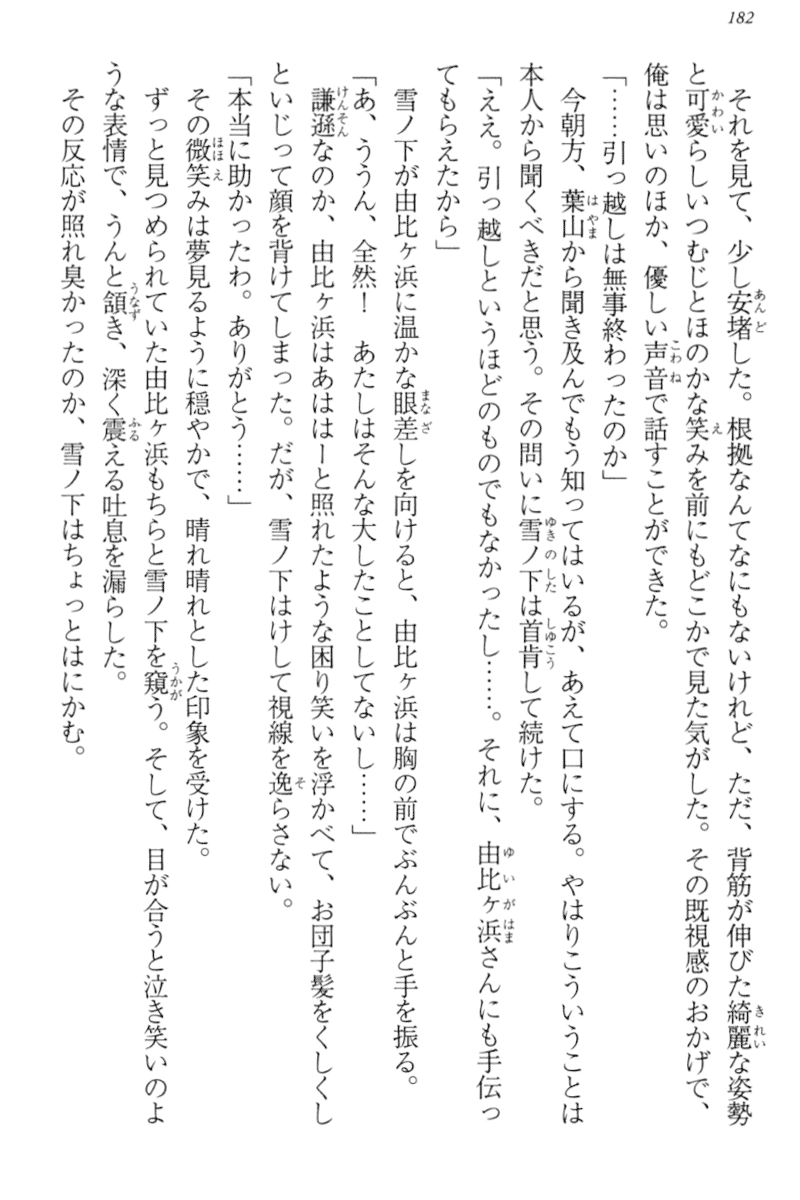 182
それを見て、少し安堵した。根拠なんてなにもないけれど、ただ、背筋が伸びた綺麗な姿勢
と可愛らしいつむじとほのかな笑みを前にもどこかで見た気がした。その既視感のおかげで、
俺は思いのほか、優しい声音で話すことができた。
「……引っ越しは無事終わったのか」
今朝方、葉山から聞き及んでもう知ってはいるが、あえて口にする。やはりこういうことは
本人から聞くべきだと思う。その問いに雪ノ下は首肯して続けた。
「ええ。引っ越しというほどのものでもなかったし……。それに、由比ヶ浜さんにも手伝っ
てもらえたから」
雪ノ下が由比ヶ浜に温かな眼差しを向けると、由比ヶ浜は胸の前でぶんぶんと手を振る。
「あ、ううん、全然！　あたしはそんな大したことしてないし……」
謙遜なのか、由比ヶ浜はあははーと照れたような困り笑いを浮かべて、お団子髪をくしくし
といじって顔を背けてしまった。だが、雪ノ下はけして視線を逸らさない。
「本当に助かったわ。ありがとう……」
その微笑みは夢見るように穏やかで、晴れ晴れとした印象を受けた。
ずっと見つめられていた由比ヶ浜もちらと雪ノ下を窺う。そして、目が合うと泣き笑いのよ
うな表情で、うんと頷き、深く震える吐息を漏らした。
その反応が照れ臭かったのか、雪ノ下はちょっとはにかむ。